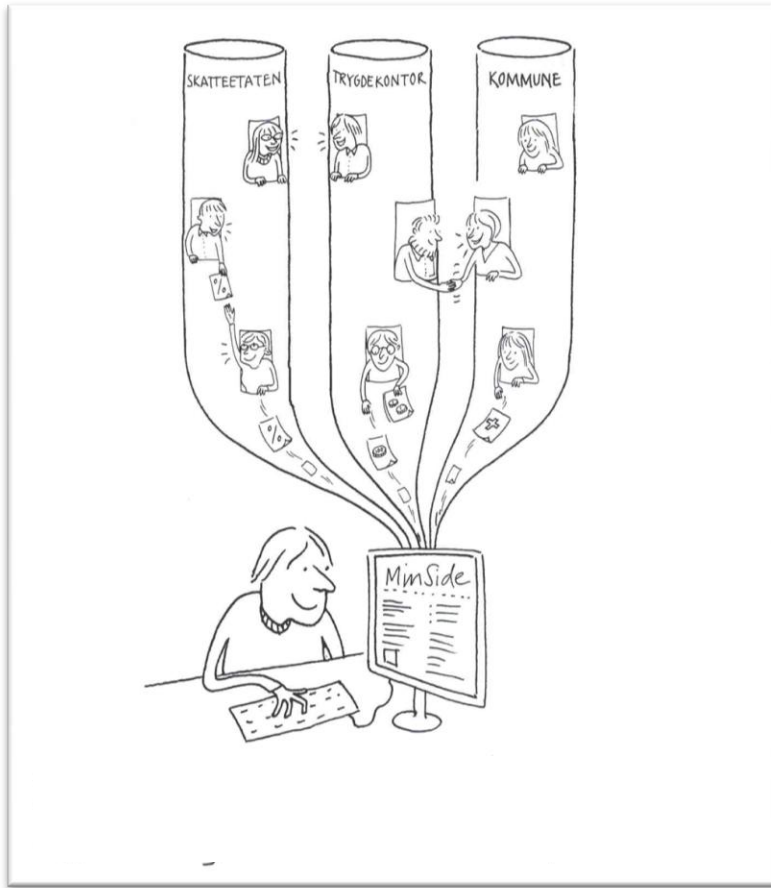 SKATTEETATEN
TRYGDEKONTOR
KOMMUNE
%
%
MinSide